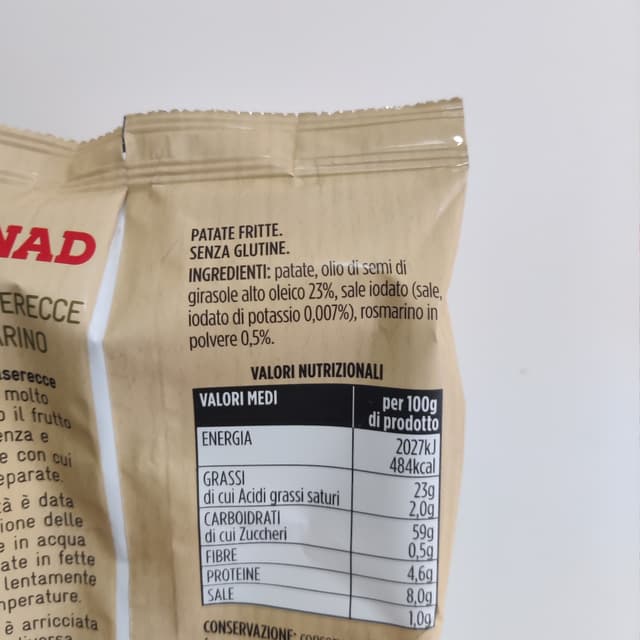 NAD
ERECCE
ARINO
aserecce
molto
o il frutto
enza e
e con cui
eparate.
tà è data
ione delle
e in acqua
ate in fette
lentamente
mperature.
è arricciata
PATATE FRITTE.
SENZA GLUTINE.
INGREDIENTI: patate, olio di semi di
girasole alto oleico 23%, sale iodato (sale,
iodato di potassio 0,007%), rosmarino in
polvere 0,5%.
VALORI NUTRIZIONALI
VALORI MEDI per 100g
di prodotto
ENERGIA 2027kJ
484kcal
GRASSI 23g
di cui Acidi grassi saturi 2,0g
CARBOIDRATI 59g
di cui Zuccheri 0,5g
FIBRE 4,6g
PROTEINE 8,0g
SALE 1,0g
CONSERVAZIONE: